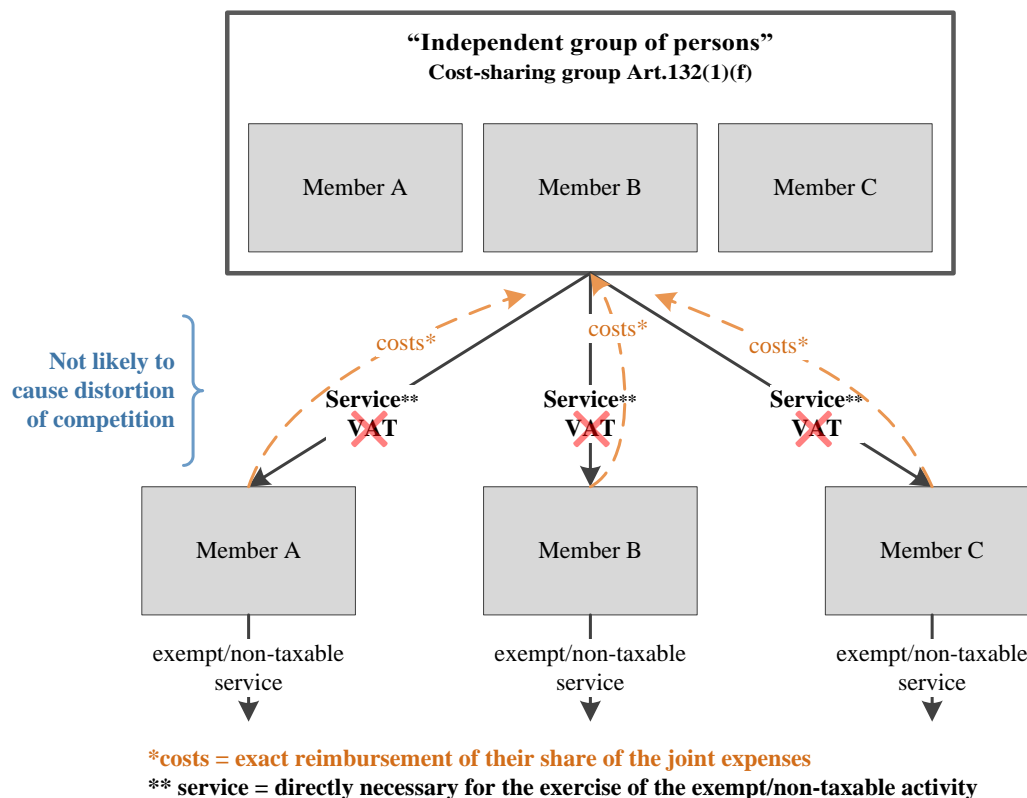 “Independent group of persons”
Cost-sharing group Art.132(1)(f)
Member A
Member B
Member C
costs*
costs*
costs*
Not likely to
cause distortion
of competition
Service**
VAT
Service**
VAT
Service**
VAT
Member A
Member B
Member C
exempt/non-taxable
service
exempt/non-taxable
service
exempt/non-taxable
service
*costs = exact reimbursement of their share of the joint expenses
** service = directly necessary for the exercise of the exempt/non-taxable activity